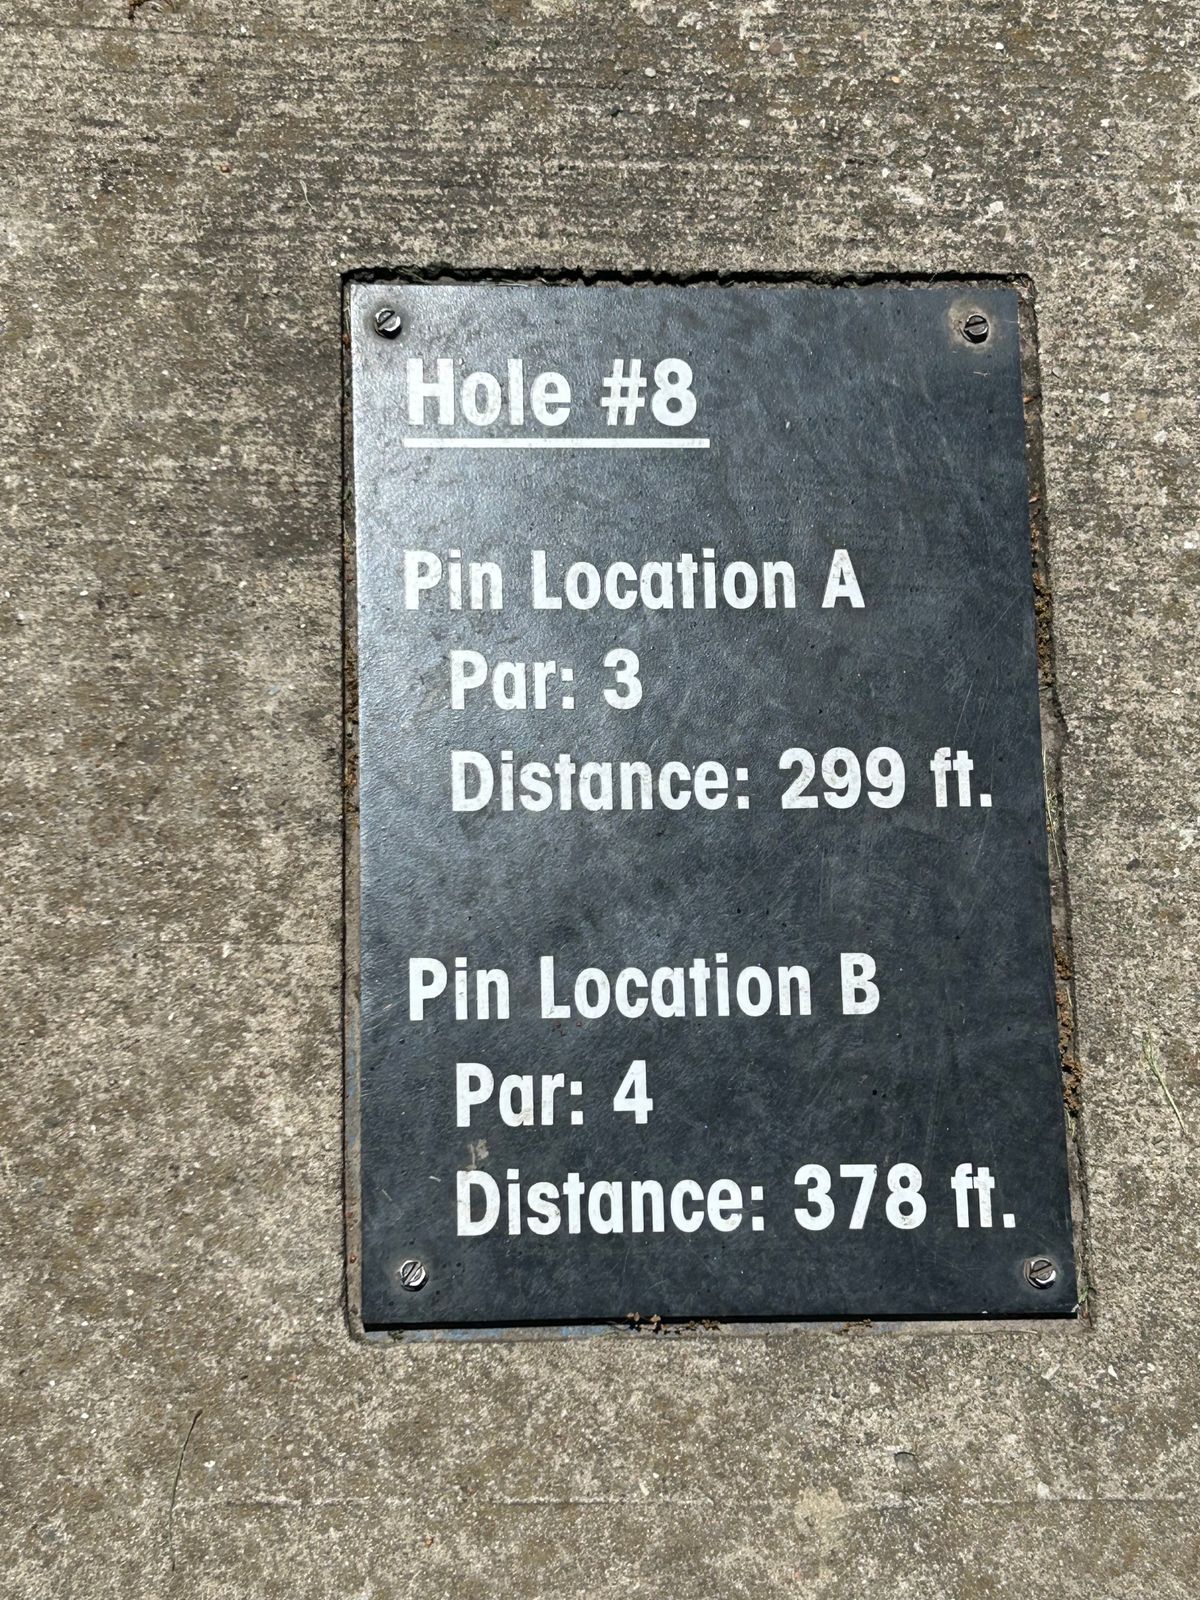 Hole #8
Pin Location A
Par: 3
Distance: 299 ft.
Pin Location B
Par: 4
Distance: 378 ft.